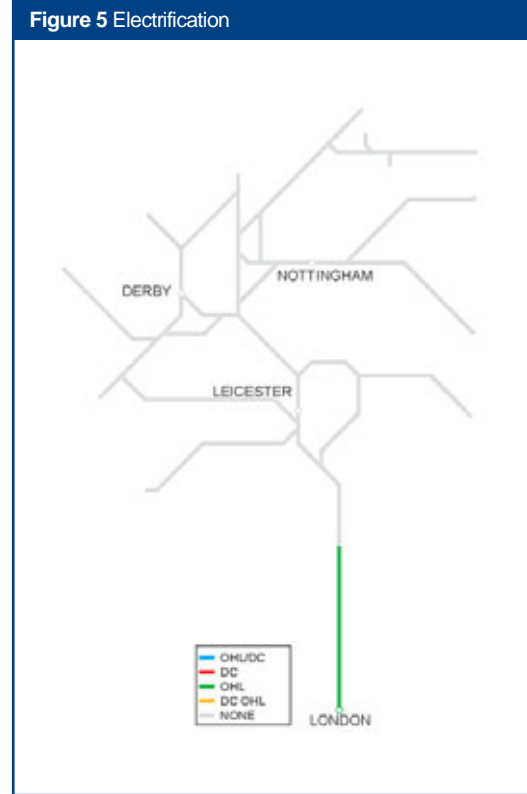 Figure 5 Electrification
NOTTINGHAM
DERBY
LEICESTER
OHL/DC
DC
OHL
DC OHL
NONE
LONDON